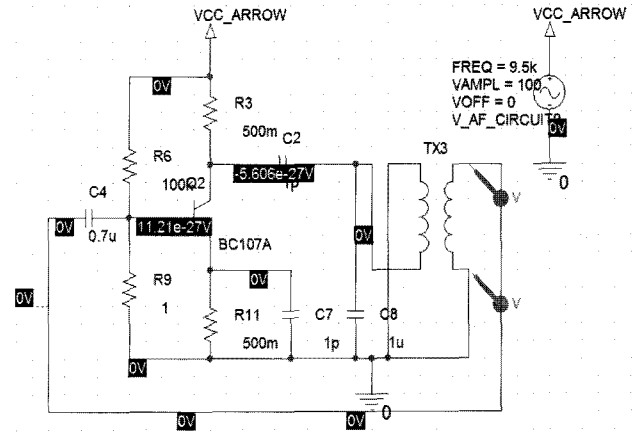 VCC_ARROW
VCC_ARROW
FREQ = 9.5k
VAMPL = 100
VOFF = 0
V_AF_CIRCUIT
0V
0
0V
R3
500m
C2
1p
TX3
R6
100k
Q2
-5.606e-27V
C4
0.7u
0V
11.21e-27V
BC107A
0V
V
R9
1
0V
R11
500m
C7
1p
C8
1u
V
0V
0V
0
0V
0V